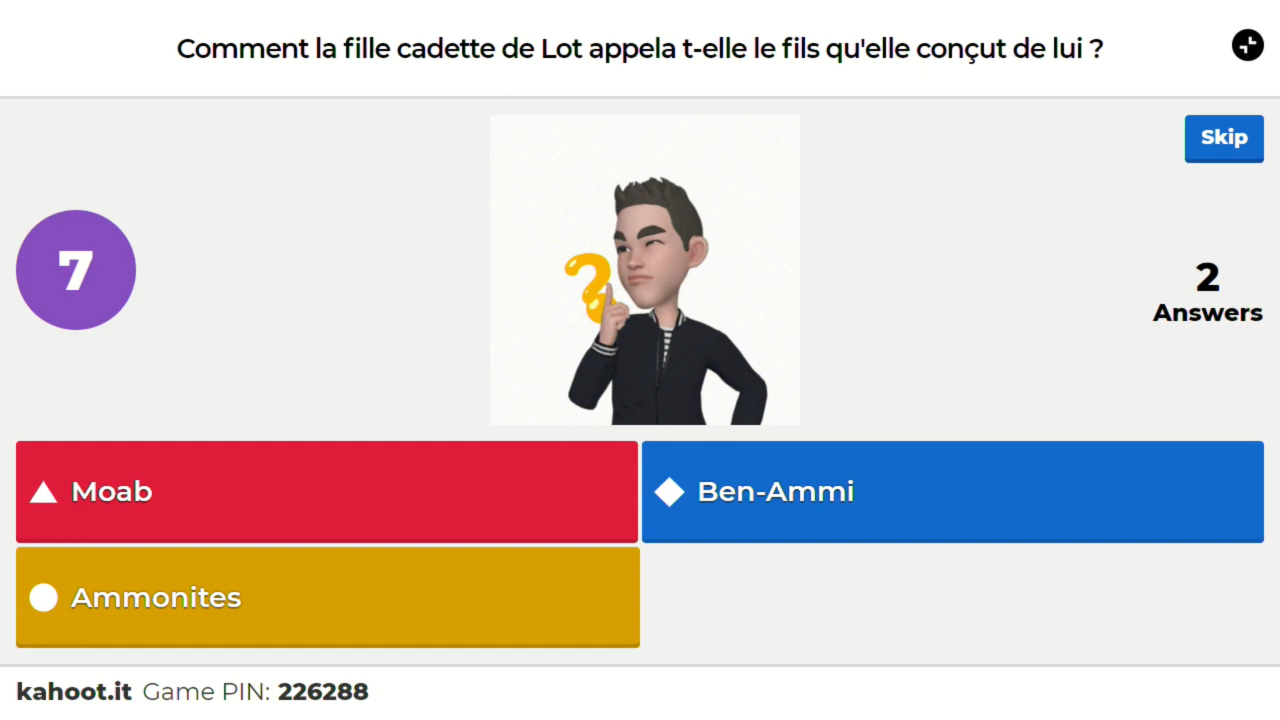 Comment la fille cadette de Lot appela t-elle le fils qu'elle conçut de lui ?
Skip
7
2
Answers
Moab
Ben-Ammi
Ammonites
kahoot.it Game PIN: 226288